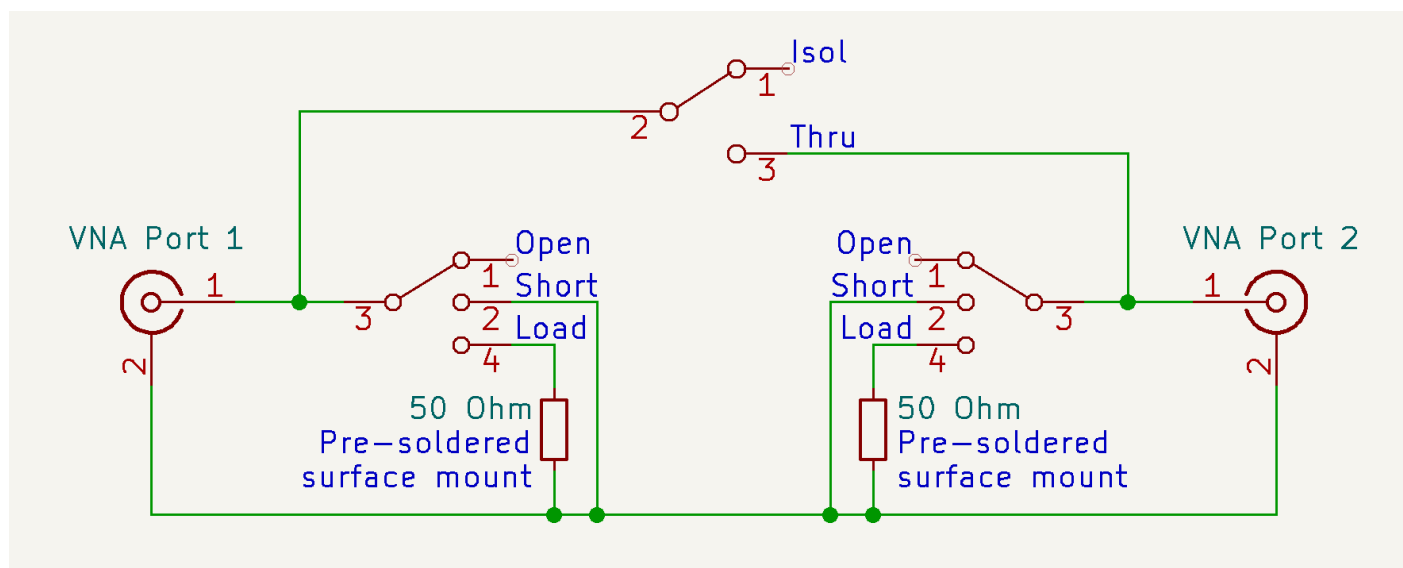 Isol
1
2
Thru
3
VNA Port 1
VNA Port 2
Open
Open
1
1
1
1
Short
Short
3
2
2
3
Load
Load
2
4
4
2
50 Ohm
50 Ohm
Pre-soldered
Pre-soldered
surface mount
surface mount